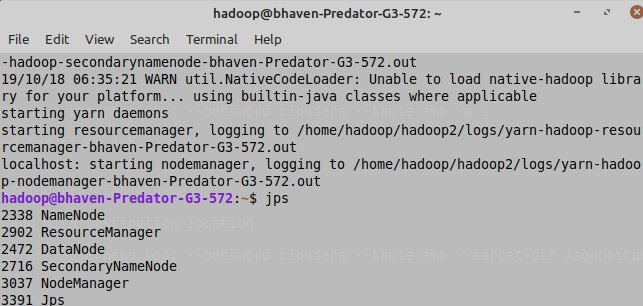 hadoop@bhaven-Predator-G3-572: ~
File Edit View Search Terminal Help
-hadoop-secondarynamenode-bhaven-Predator-G3-572.out
19/10/18 06:35:21 WARN util.NativeCodeLoader: Unable to load native-hadoop libra
ry for your platform... using builtin-java classes where applicable
starting yarn daemons
starting resourcemanager, logging to /home/hadoop/hadoop2/logs/yarn-hadoop-resou
rcemanager-bhaven-Predator-G3-572.out
localhost: starting nodemanager, logging to /home/hadoop/hadoop2/logs/yarn-hadoo
p-nodemanager-bhaven-Predator-G3-572.out
hadoop@bhaven-Predator-G3-572:~$ jps
2338 NameNode
2902 ResourceManager
2472 DataNode
2716 SecondaryNameNode
3037 NodeManager
3391 Jps